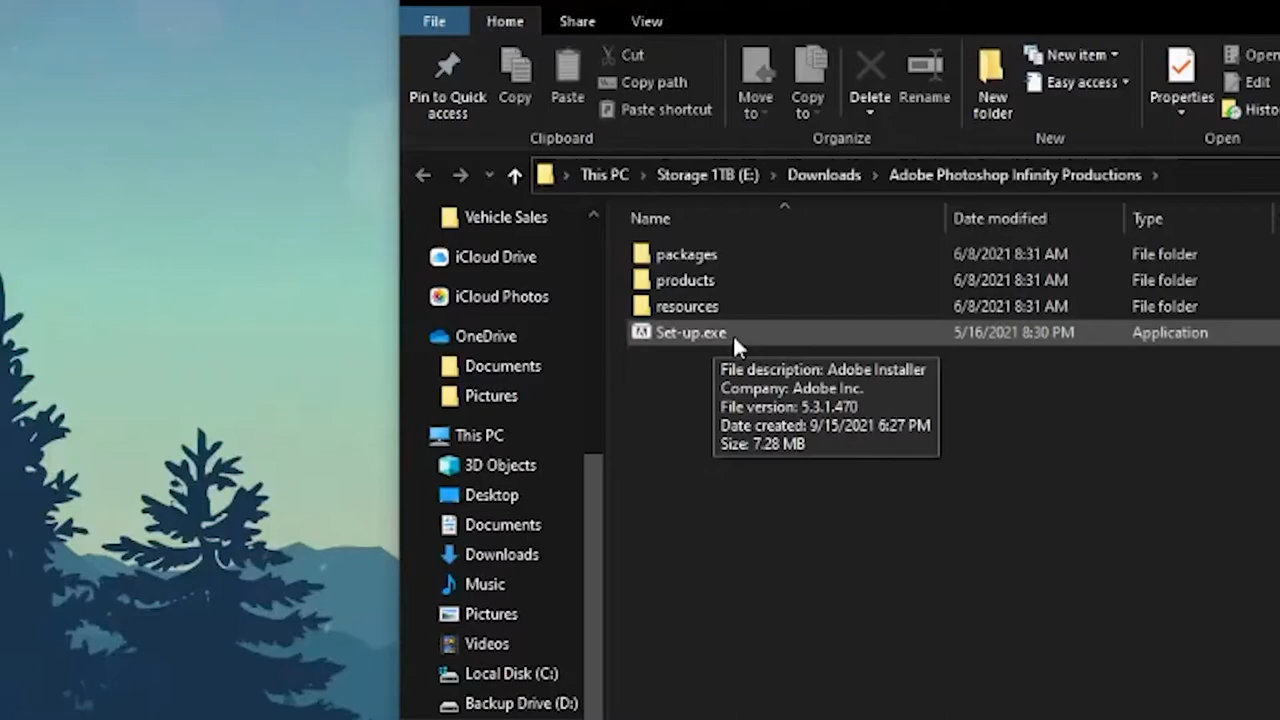 File Home Share View
Pin to Quick access
Copy
Paste
Cut
Copy path
Paste shortcut
Clipboard
Move to
Copy to
Delete
Rename
Organize
New folder
New item
Easy access
New
Properties
Open
Edit
Histo
Open
This PC Storage 1TB (E:) Downloads Adobe Photoshop Infinity Productions
Vehicle Sales
iCloud Drive
iCloud Photos
OneDrive
Documents
Pictures
This PC
3D Objects
Desktop
Documents
Downloads
Music
Pictures
Videos
Local Disk (C:)
Backup Drive (D:)
Name Date modified Type
packages 6/8/2021 8:31 AM File folder
products 6/8/2021 8:31 AM File folder
resources 6/8/2021 8:31 AM File folder
Set-up.exe 5/16/2021 8:30 PM Application
File description: Adobe Installer
Company: Adobe Inc.
File version: 5.3.1.470
Date created: 9/15/2021 6:27 PM
Size: 7.28 MB